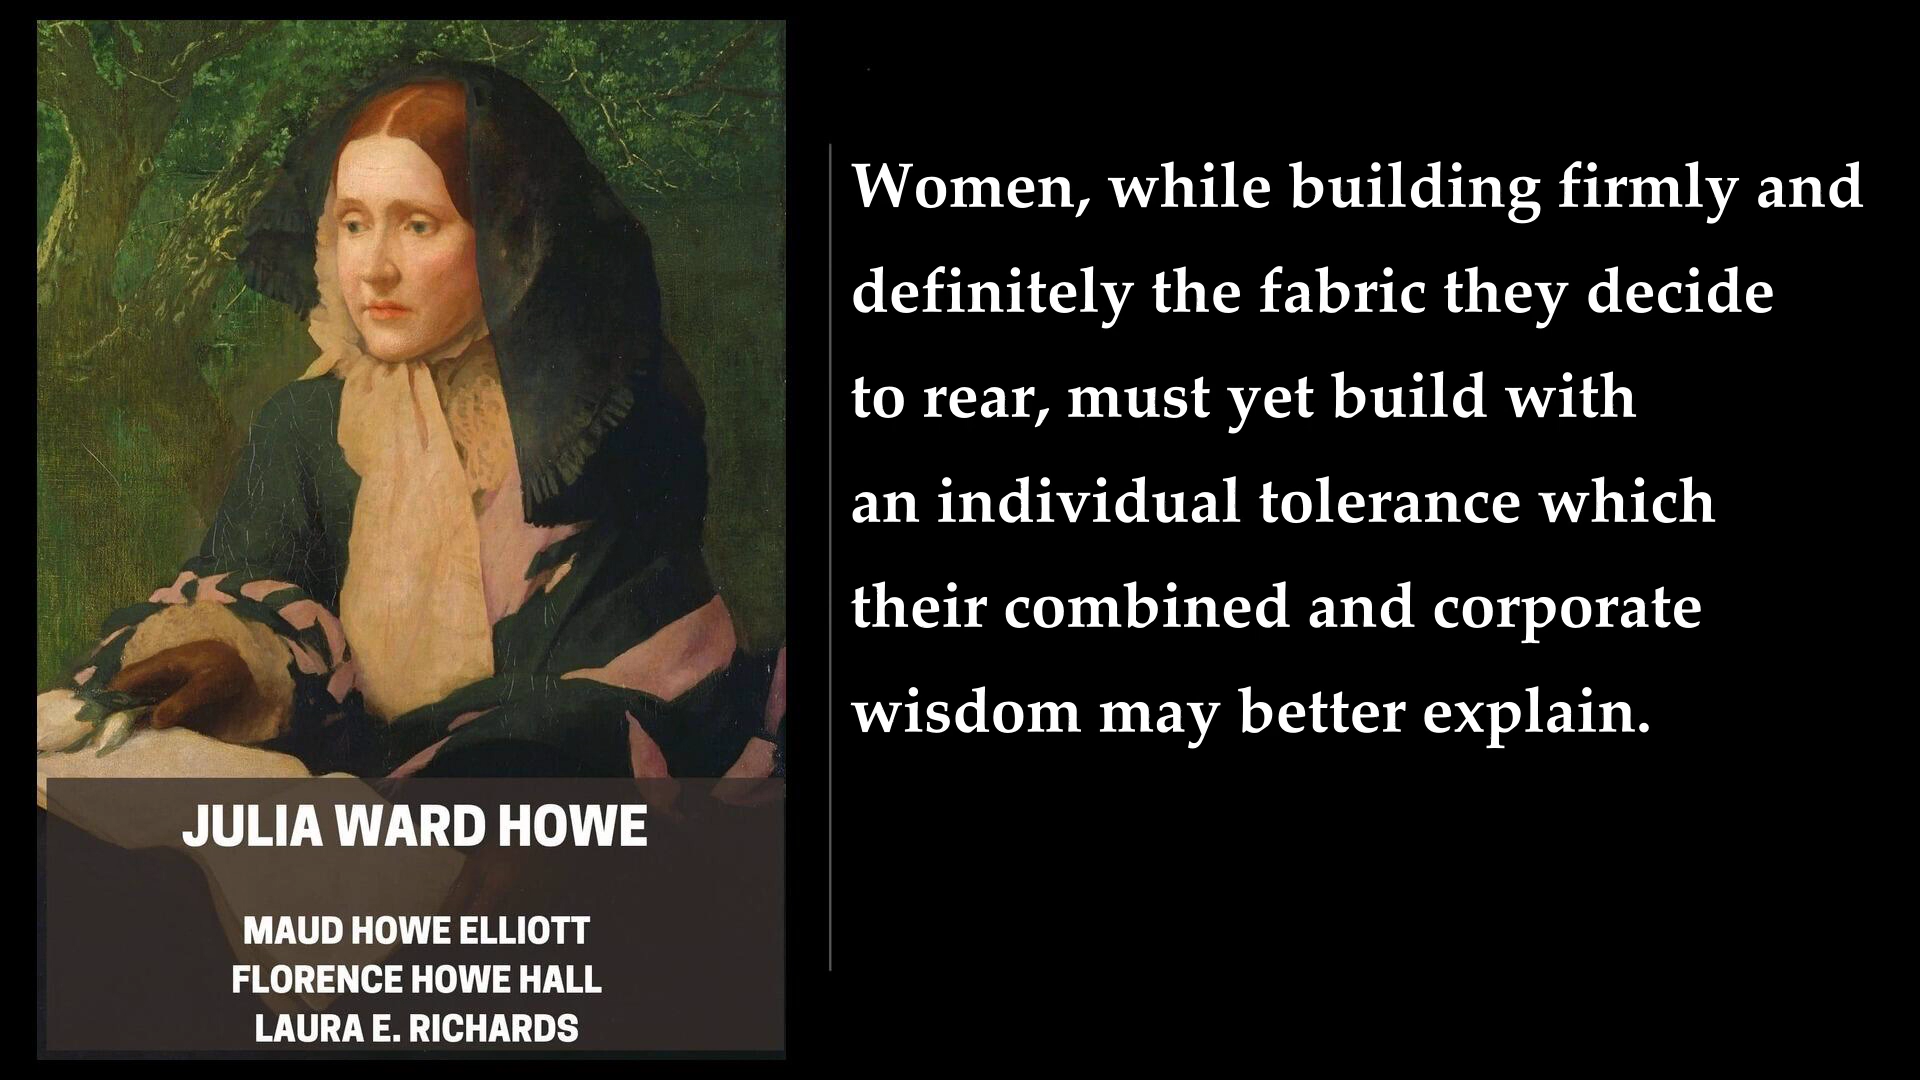 Women, while building firmly and
definitely the fabric they decide
to rear, must yet build with
an individual tolerance which
their combined and corporate
wisdom may better explain.
JULIA WARD HOWE
MAUD HOWE ELLIOTT
FLORENCE HOWE HALL
LAURA E. RICHARDS